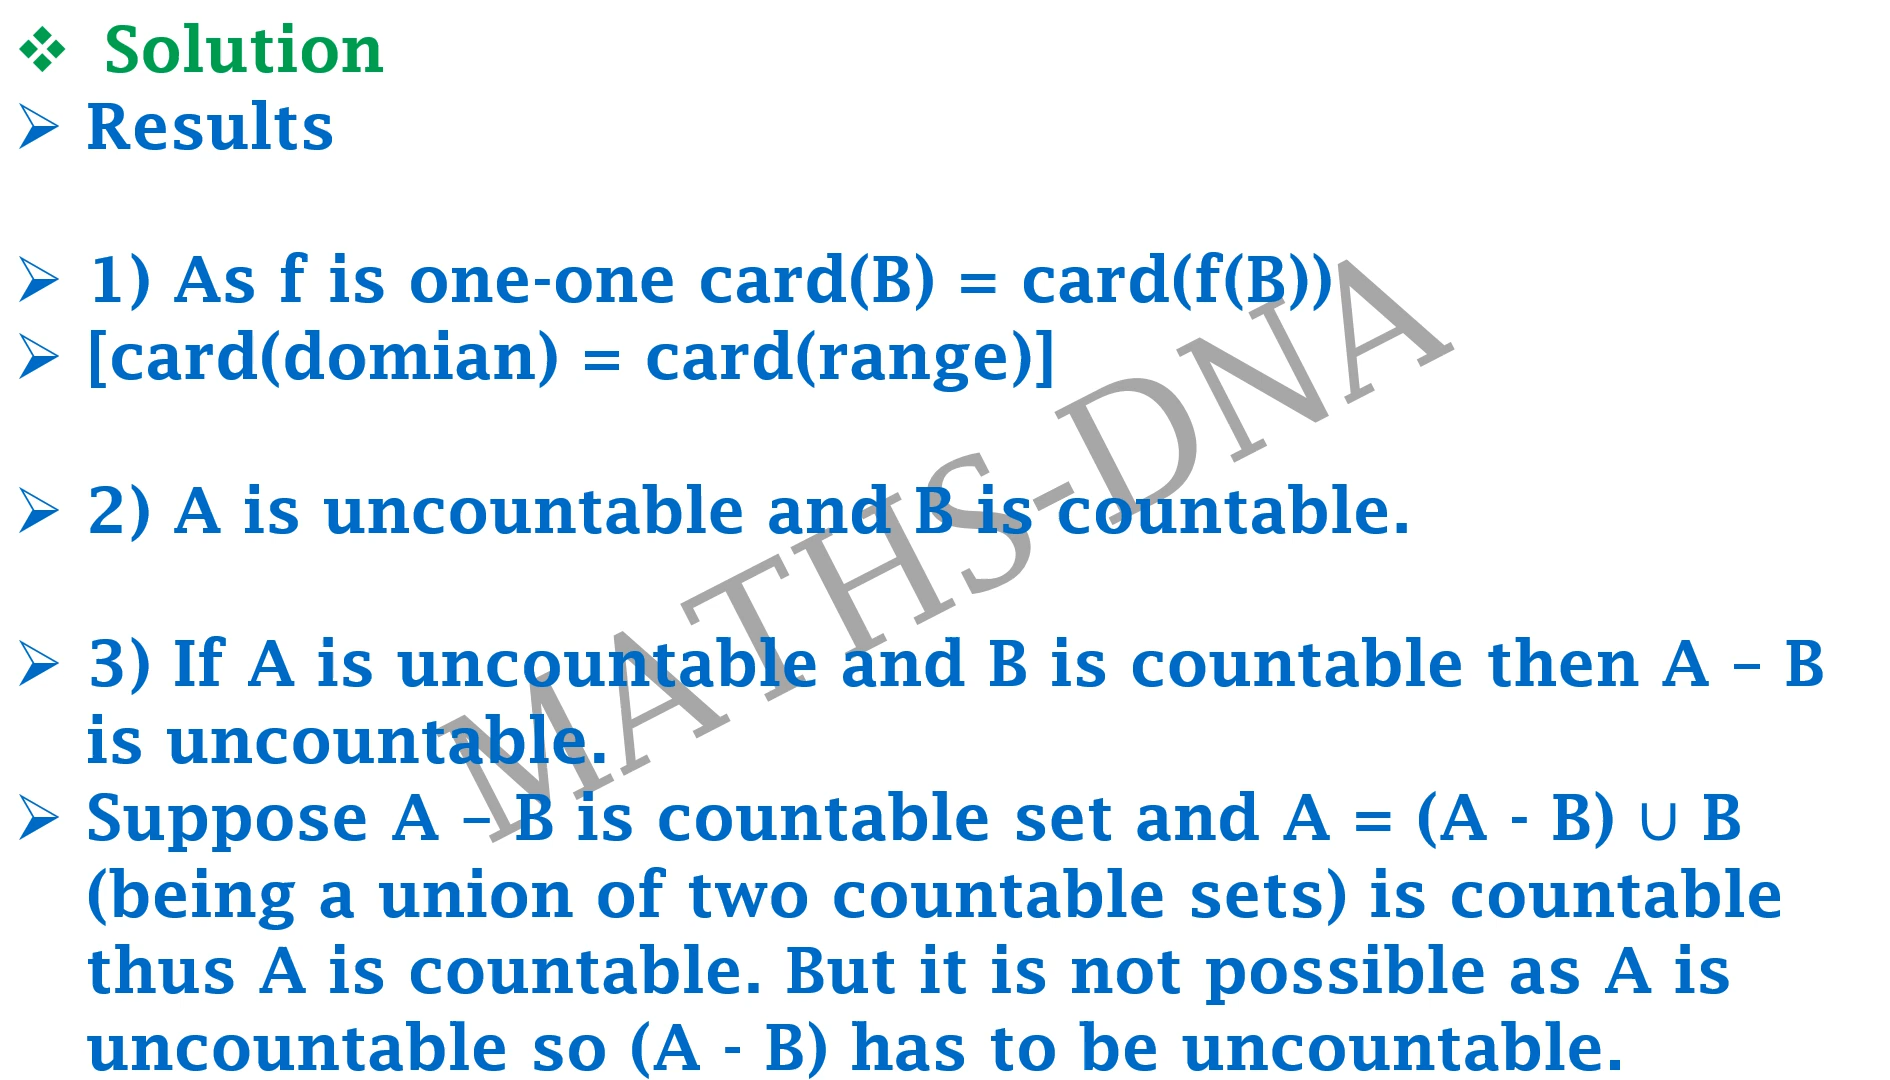 ❖ Solution
➢ Results
➢ 1) As f is one-one card(B) = card(f(B))
➢ [card(domian) = card(range)]
➢ 2) A is uncountable and B is countable.
➢ 3) If A is uncountable and B is countable then A – B
is uncountable.
➢ Suppose A – B is countable set and A = (A - B) ∪ B
(being a union of two countable sets) is countable
thus A is countable. But it is not possible as A is
uncountable so (A - B) has to be uncountable.
MATHS-DNA